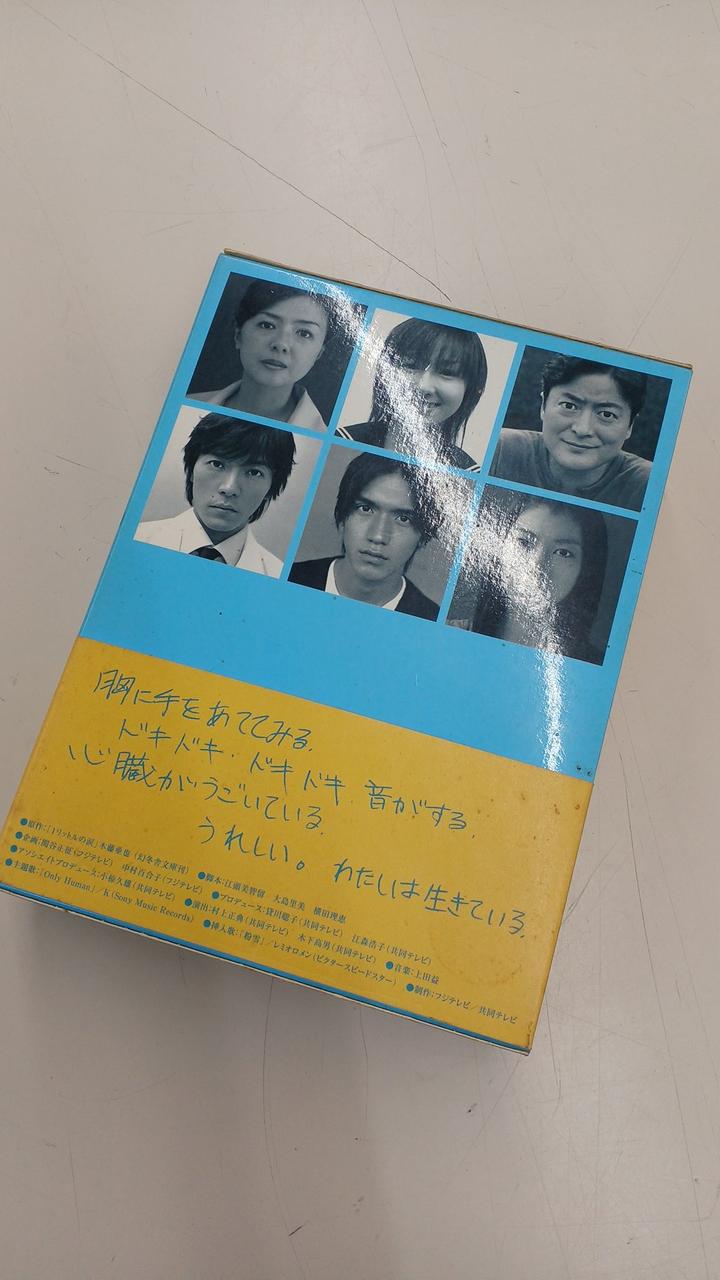 胸に手をあててみる。
ドキドキ・ドキドキ 音がする。
心臓がうごいている。
うれしい。わたしは生きている。
●原作:「1リットルの涙」木藤亜也(幻冬舎文庫刊) ●脚本:江頭美智留 大島里美 横田理恵
●企画:関谷正征(フジテレビ) 中村百合子(フジテレビ) ●プロデュース:貸川聡子(共同テレビ) 江森浩子(共同テレビ)
●アソシエイトプロデュース:小椋久雄(共同テレビ) ●演出:村上正典(共同テレビ) 木下高男(共同テレビ) ●音楽:上田益
●主題歌:「Only Human」/K(Sony Music Records) ●挿入歌:「粉雪」/レミオロメン(ビクタースピードスター) ●制作:フジテレビ/共同テレビ